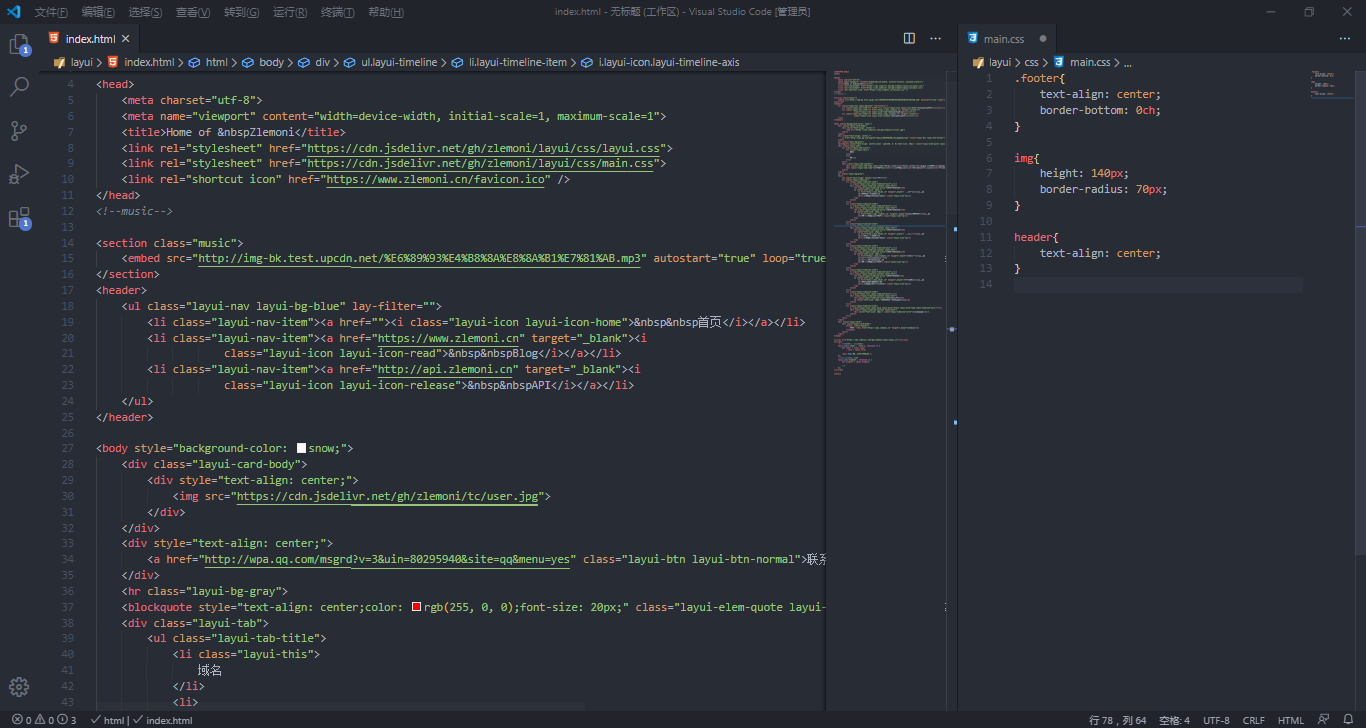 文件(F) 编辑(E) 选择(S) 查看(V) 转到(G) 运行(R) 终端(T) 帮助(H)
index.html - 无标题 (工作区) - Visual Studio Code [管理员]
index.html
layui > index.html > html > body > div > ul.layui-timeline > li.layui-timeline-item > i.layui-icon.layui-timeline-axis
4 <head>
5 <meta charset="utf-8">
6 <meta name="viewport" content="width=device-width, initial-scale=1, maximum-scale=1">
7 <title>Home of &nbspZlemoni</title>
8 <link rel="stylesheet" href="https://cdn.jsdelivr.net/gh/zlemoni/layui/css/layui.css">
9 <link rel="stylesheet" href="https://cdn.jsdelivr.net/gh/zlemoni/layui/css/main.css">
10 <link rel="shortcut icon" href="https://www.zlemoni.cn/favicon.ico" />
11 </head>
12 <!--music-->
13
14 <section class="music">
15 <embed src="http://img-bk.test.upcdn.net/%E6%89%93%E4%B8%8A%E8%8A%B1%E7%81%AB.mp3" autostart="true" loop="true
16 </section>
17 <header>
18 <ul class="layui-nav layui-bg-blue" lay-filter="">
19 <li class="layui-nav-item"><a href=""><i class="layui-icon layui-icon-home">&nbsp&nbsp首页</i></a></li>
20 <li class="layui-nav-item"><a href="https://www.zlemoni.cn" target="_blank"><i
21 class="layui-icon layui-icon-read">&nbsp&nbspBlog</i></a></li>
22 <li class="layui-nav-item"><a href="http://api.zlemoni.cn" target="_blank"><i
23 class="layui-icon layui-icon-release">&nbsp&nbspAPI</i></a></li>
24 </ul>
25 </header>
26
27 <body style="background-color: snow;">
28 <div class="layui-card-body">
29 <div style="text-align: center;">
30 <img src="https://cdn.jsdelivr.net/gh/zlemoni/tc/user.jpg">
31 </div>
32 </div>
33 <div style="text-align: center;">
34 <a href="http://wpa.qq.com/msgrd?v=3&uin=80295940&site=qq&menu=yes" class="layui-btn layui-btn-normal">联系
35 </div>
36 <hr class="layui-bg-gray">
37 <blockquote style="text-align: center;color: rgb(255, 0, 0);font-size: 20px;" class="layui-elem-quote layui-
38 <div class="layui-tab">
39 <ul class="layui-tab-title">
40 <li class="layui-this">
41 域名
42 </li>
43 <li>
main.css
layui > css > main.css > ...
1 .footer{
2 text-align: center;
3 border-bottom: 0ch;
4 }
5
6 img{
7 height: 140px;
8 border-radius: 70px;
9 }
10
11 header{
12 text-align: center;
13 }
14
1
1
0 0 3 html | index.html
行 78，列 64 空格: 4 UTF-8 CRLF HTML